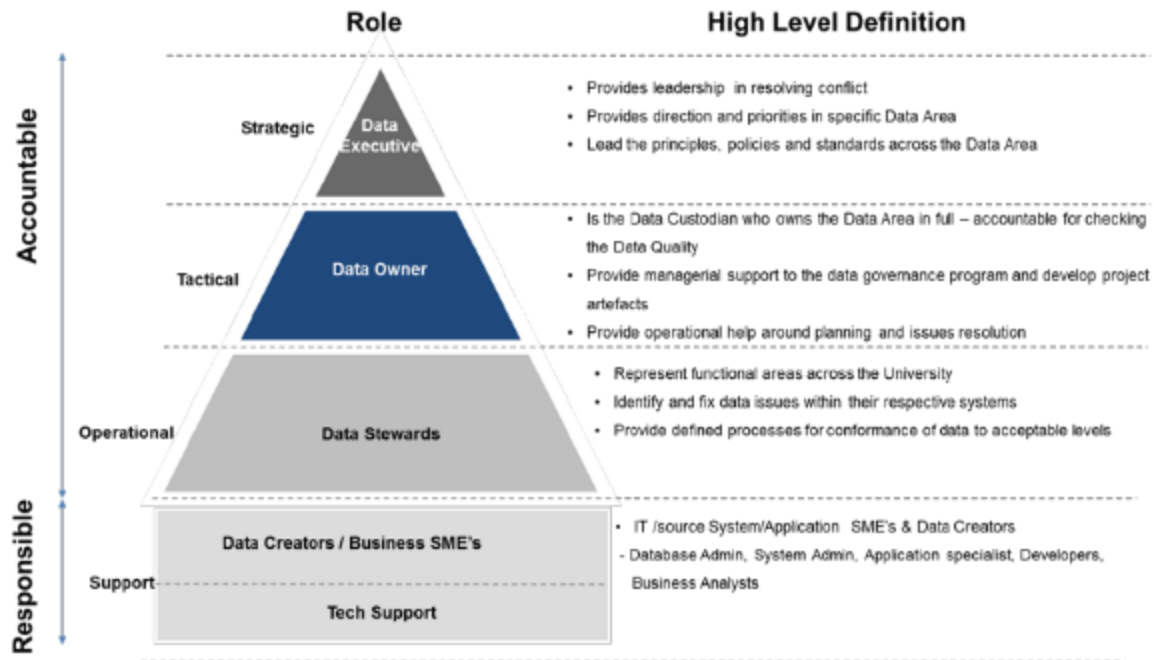 Role
High Level Definition
Accountable
Strategic
Data
Executive
• Provides leadership in resolving conflict
• Provides direction and priorities in specific Data Area
• Lead the principles, policies and standards across the Data Area
Tactical
Data Owner
• Is the Data Custodian who owns the Data Area in full – accountable for checking
the Data Quality
• Provide managerial support to the data governance program and develop project
artefacts
• Provide operational help around planning and issues resolution
Operational
Data Stewards
• Represent functional areas across the University
• Identify and fix data issues within their respective systems
• Provide defined processes for conformance of data to acceptable levels
Responsible
Support
Data Creators / Business SME's
Tech Support
• IT /source System/Application SME's & Data Creators
- Database Admin, System Admin, Application specialist, Developers,
Business Analysts